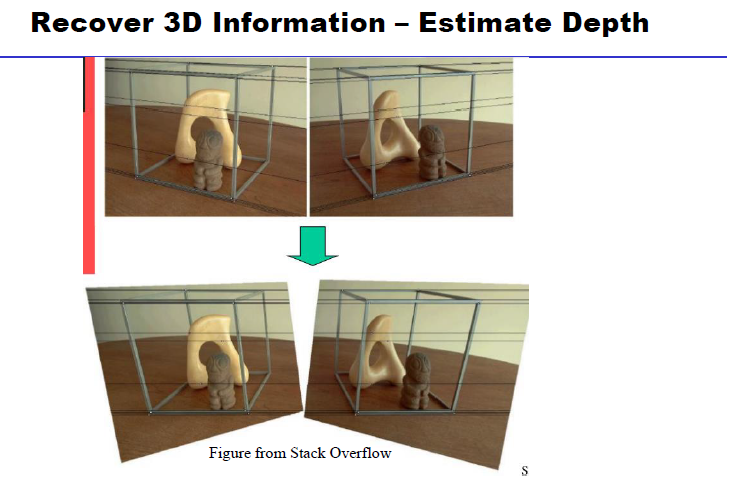 Recover 3D Information – Estimate Depth
Figure from Stack Overflow
S